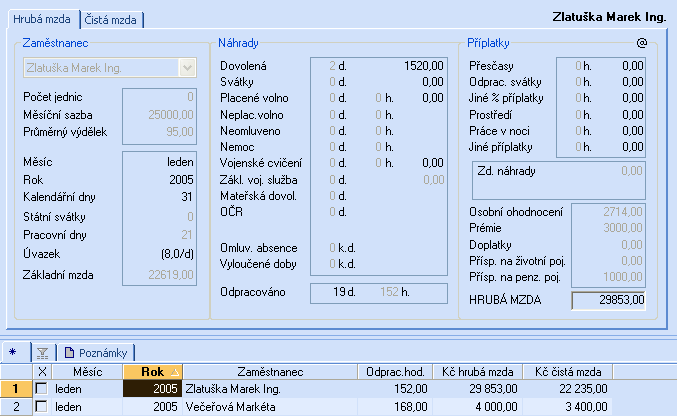 Hrubá mzda Čistá mzda Zlatuška Marek Ing.
Zaměstnanec
Zlatuška Marek Ing.
Počet jednic 0
Měsíční sazba 25000,00
Průměrný výdělek 95,00
Měsíc leden
Rok 2005
Kalendářní dny 31
Státní svátky 0
Pracovní dny 21
Úvazek (8,0/d)
Základní mzda 22619,00
Náhrady
Dovolená 2 d. 1520,00
Svátky 0 d. 0,00
Placené volno 0 d. 0 h. 0,00
Neplac.volno 0 d. 0 h.
Neomluveno 0 d. 0 h.
Nemoc 0 d. 0 h.
Vojenské cvičení 0 d. 0 h. 0,00
Zákl. voj. služba 0 d. 0,00
Mateřská dovol. 0 d.
OČR 0 d.
Omluv. absence 0 k.d.
Vyloučené doby 0 k.d.
Odpracováno 19 d. 152 h.
Příplatky @
Přesčasy 0 h. 0,00
Odprac. svátky 0 h. 0,00
Jiné % příplatky 0 h. 0,00
Prostředí 0 h. 0,00
Práce v noci 0 h. 0,00
Jiné příplatky 0 h. 0,00
Zd. náhrady 0,00
Osobní ohodnocení 2714,00
Prémie 3000,00
Doplatky 0,00
Přísp. na životní poj. 0,00
Přísp. na penz. poj. 1000,00
HRUBÁ MZDA 29853,00
* Poznámky
X Měsíc Rok Zaměstnanec Odprac.hod. Kč hrubá mzda Kč čistá mzda
1 leden 2005 Zlatuška Marek Ing. 152,00 29 853,00 22 235,00
2 leden 2005 Večeřová Markéta 168,00 4 000,00 3 400,00